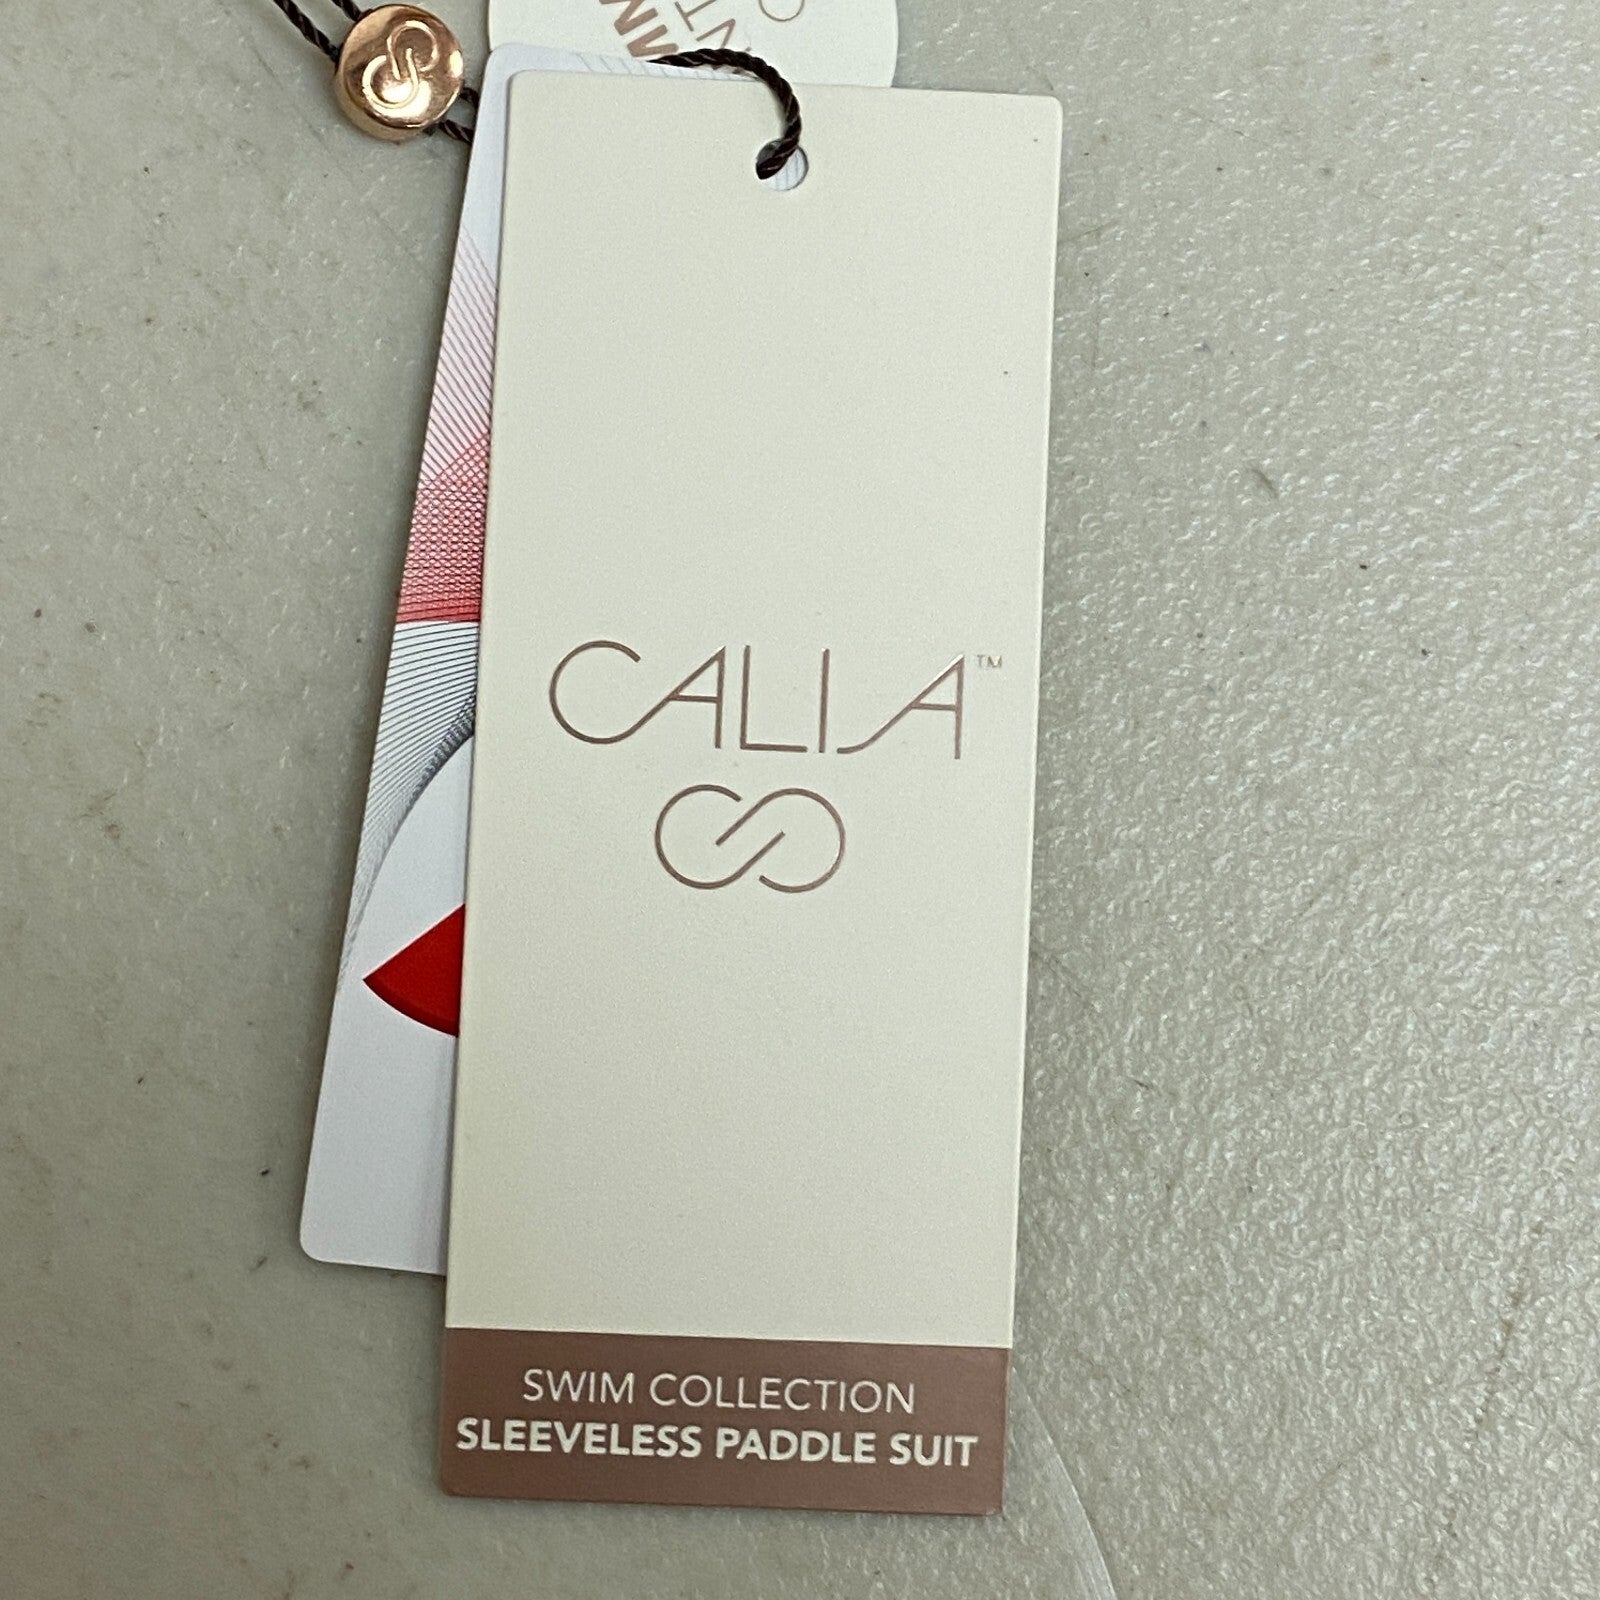 CALIA™
SWIM COLLECTION
SLEEVELESS PADDLE SUIT